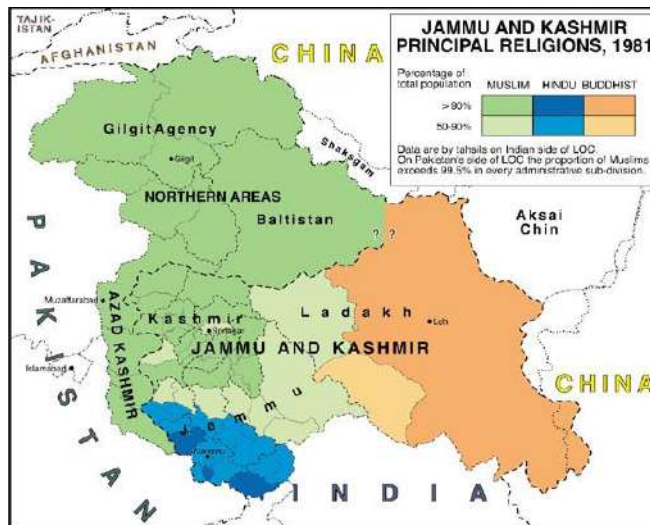 TAJIK-
ISTAN
AFGHANISTAN
CHINA
JAMMU AND KASHMIR
PRINCIPAL RELIGIONS, 1981
Percentage of
total population
MUSLIM HINDU BUDDHIST
>90%
50-90%
Data are by tahsils on Indian side of LOC.
On Pakistan's side of LOC the proportion of Muslims
exceeds 99.5% in every administrative sub-division.
Gilgit Agency
Gilgit
Shaksgam
NORTHERN AREAS
Baltistan
Aksai
Chin
? ?
PAKISTAN
Muzaffarabad
AZAD KASHMIR
Kashmir
Srinagar
Ladakh
Leh
JAMMU AND KASHMIR
Islamabad
CHINA
Jammu
Jammu
INDIA